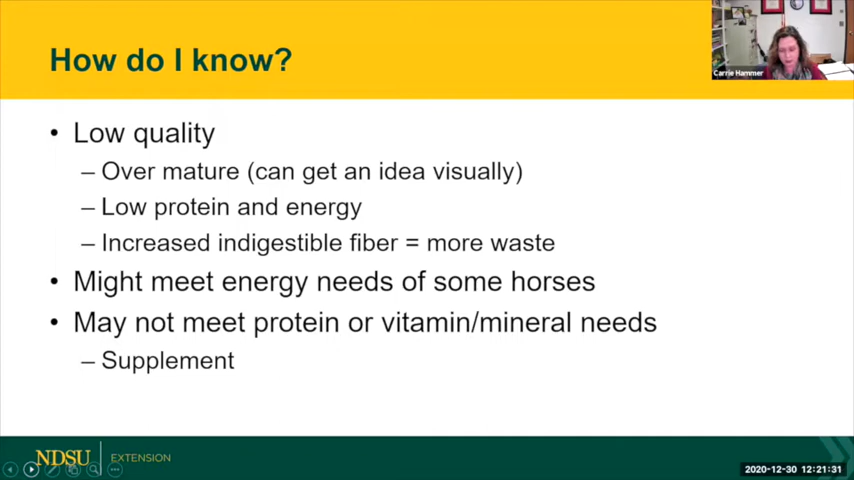 How do I know?
Carrie Hammer
• Low quality
– Over mature (can get an idea visually)
– Low protein and energy
– Increased indigestible fiber = more waste
• Might meet energy needs of some horses
• May not meet protein or vitamin/mineral needs
– Supplement
NDSU EXTENSION
2020-12-30 12:21:31